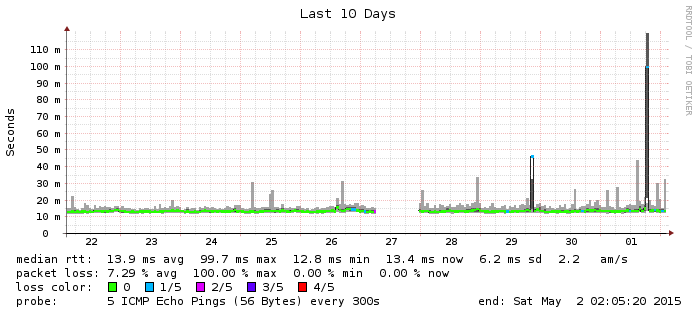 Last 10 Days
RRDTOOL / TOBI OETIKER
Seconds
110 m
100 m
90 m
80 m
70 m
60 m
50 m
40 m
30 m
20 m
10 m
0
22 23 24 25 26 27 28 29 30 01
median rtt: 13.9 ms avg 99.7 ms max 12.8 ms min 13.4 ms now 6.2 ms sd 2.2 am/s
packet loss: 7.29 % avg 100.00 % max 0.00 % min 0.00 % now
loss color: 0 1/5 2/5 3/5 4/5
probe: 5 ICMP Echo Pings (56 Bytes) every 300s end: Sat May 2 02:05:20 2015